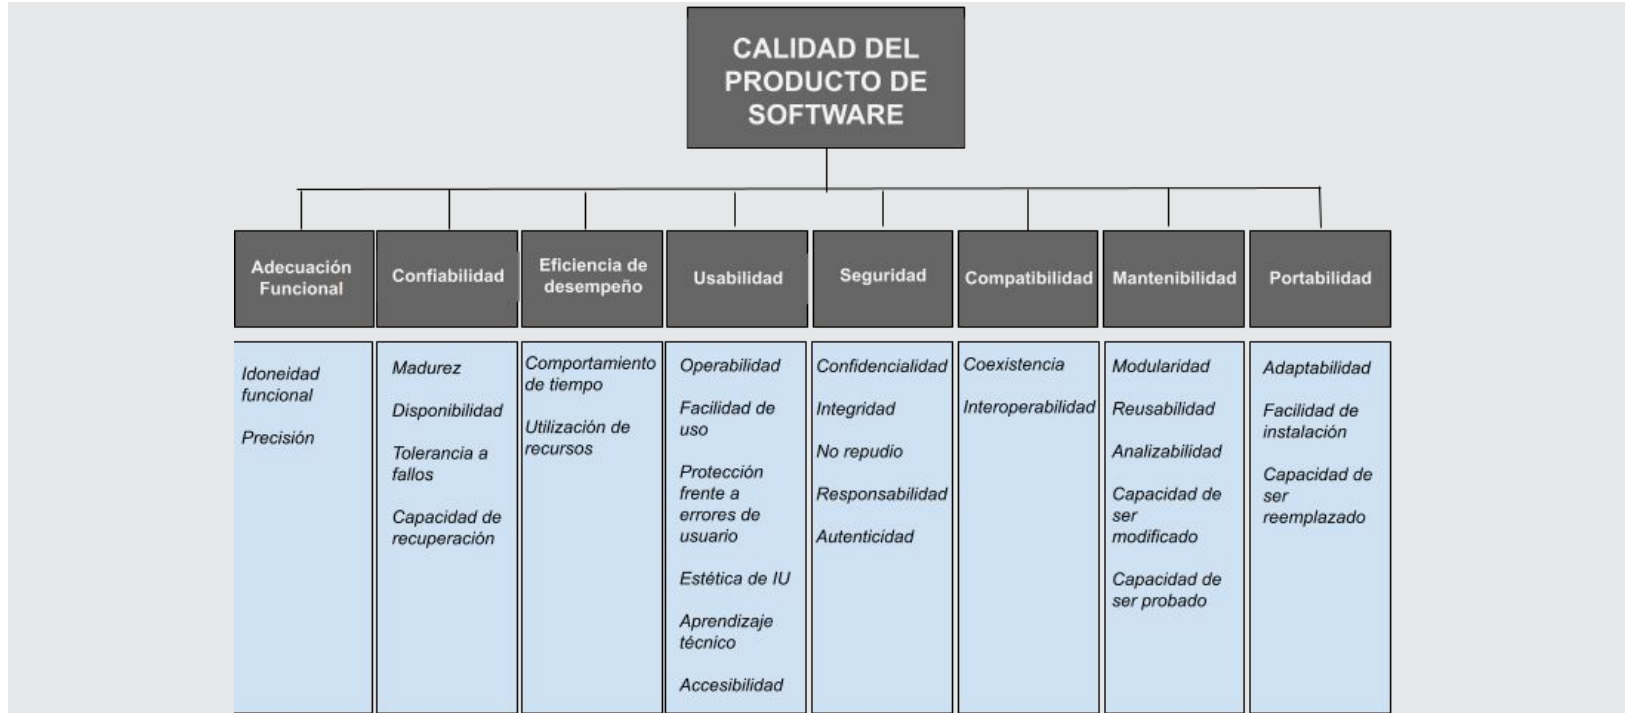 CALIDAD DEL
PRODUCTO DE
SOFTWARE
Adecuación
Funcional
Confiabilidad
Eficiencia de
desempeño
Usabilidad
Seguridad
Compatibilidad
Mantenibilidad
Portabilidad
Idoneidad
funcional
Precisión
Madurez
Disponibilidad
Tolerancia a
fallos
Capacidad de
recuperación
Comportamiento
de tiempo
Utilización de
recursos
Operabilidad
Facilidad de
uso
Protección
frente a
errores de
usuario
Estética de IU
Aprendizaje
técnico
Accesibilidad
Confidencialidad
Integridad
No repudio
Responsabilidad
Autenticidad
Coexistencia
Interoperabilidad
Modularidad
Reusabilidad
Analizabilidad
Capacidad de
ser
modificado
Capacidad de
ser probado
Adaptabilidad
Facilidad de
instalación
Capacidad de
ser
reemplazado